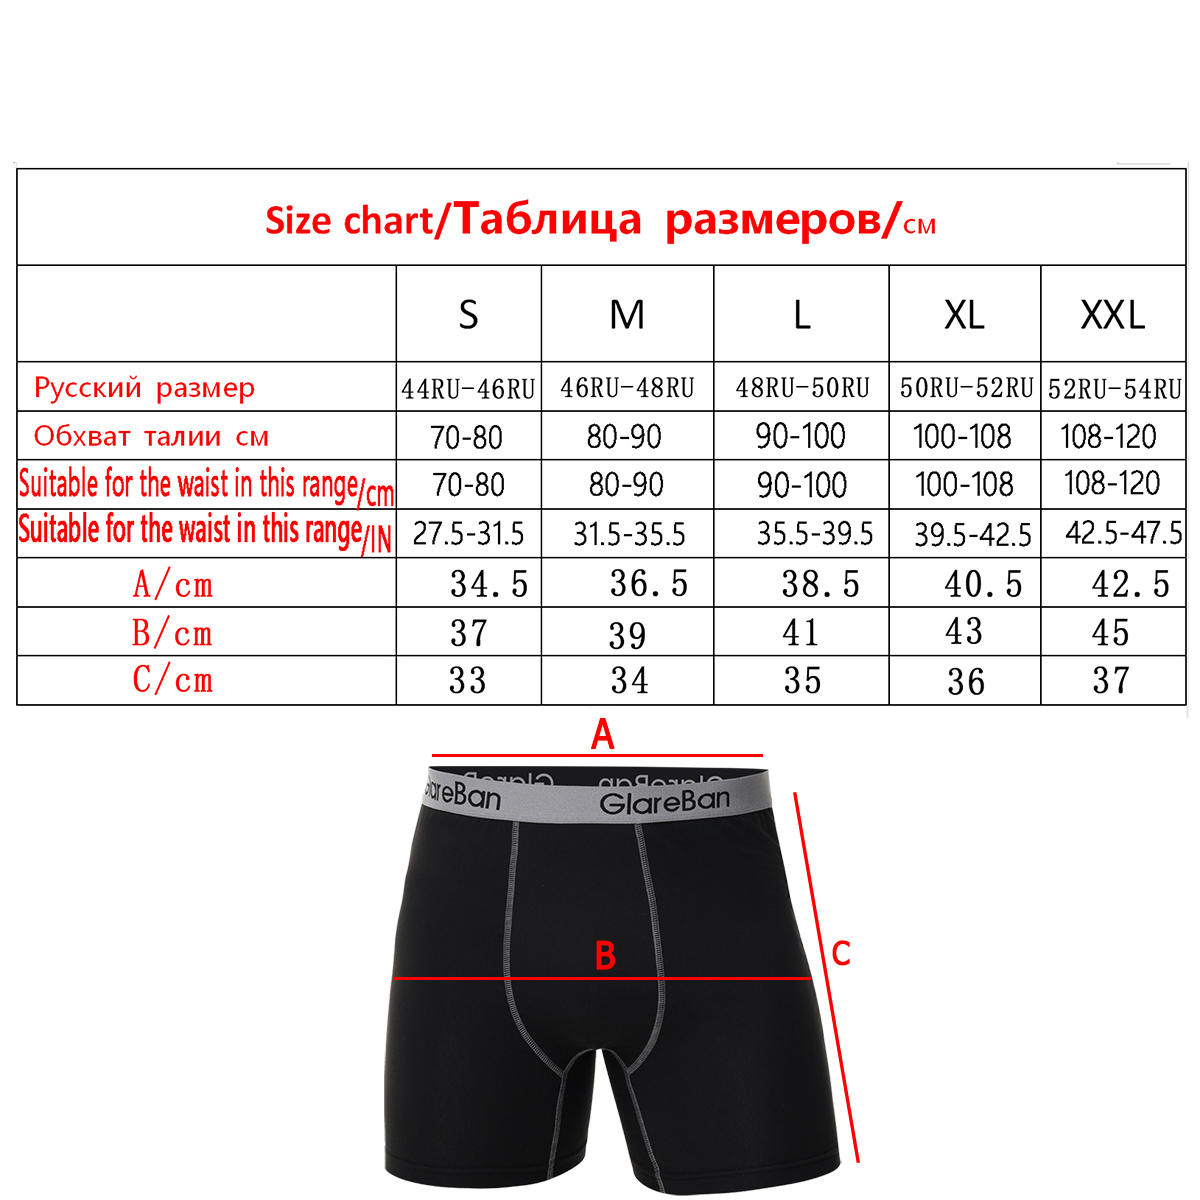 Size chart/Таблица размеров/см
S M L XL XXL
Русский размер 44RU-46RU 46RU-48RU 48RU-50RU 50RU-52RU 52RU-54RU
Обхват талии см 70-80 80-90 90-100 100-108 108-120
Suitable for the waist in this range/cm 70-80 80-90 90-100 100-108 108-120
Suitable for the waist in this range/IN 27.5-31.5 31.5-35.5 35.5-39.5 39.5-42.5 42.5-47.5
A/cm 34.5 36.5 38.5 40.5 42.5
B/cm 37 39 41 43 45
C/cm 33 34 35 36 37
A
GlareBan
B
C